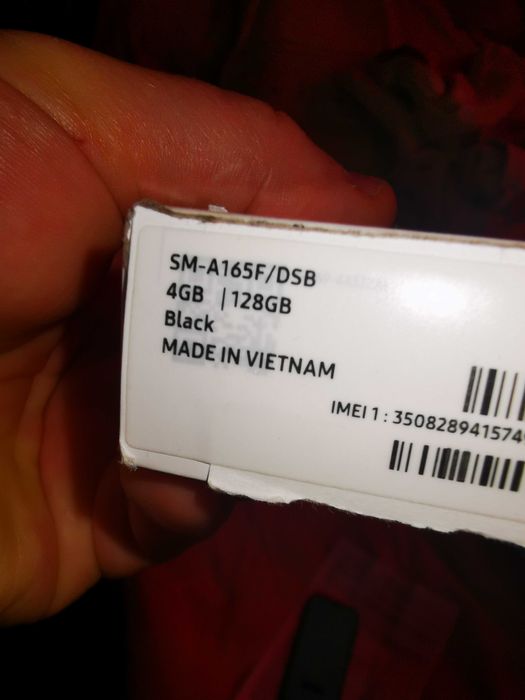 SM-A165F/DSB
4GB | 128GB
Black
MADE IN VIETNAM
IMEI 1 : 35082894157